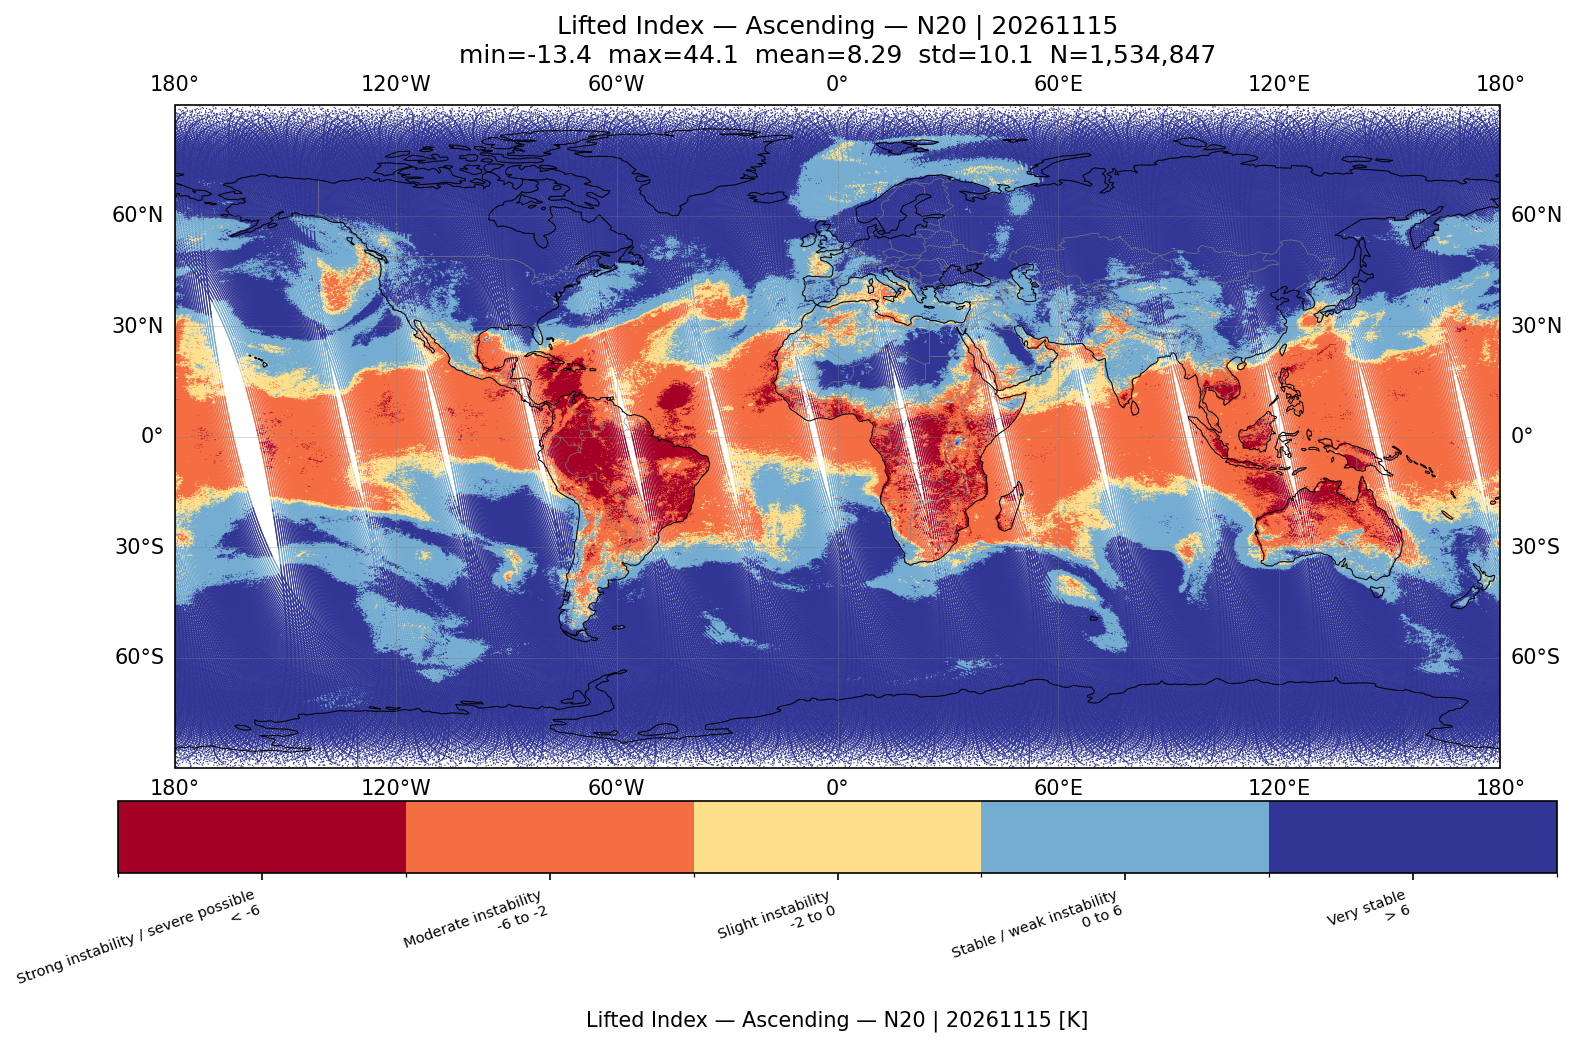 Lifted Index — Ascending — N20 | 20261115
min=-13.4  max=44.1  mean=8.29  std=10.1  N=1,534,847
180° 120°W 60°W 0° 60°E 120°E 180°
60°N 60°N
30°N 30°N
0° 0°
30°S 30°S
60°S 60°S
180° 120°W 60°W 0° 60°E 120°E 180°
Strong instability / severe possible
< -6
Moderate instability
-6 to -2
Slight instability
-2 to 0
Stable / weak instability
0 to 6
Very stable
> 6
Lifted Index — Ascending — N20 | 20261115 [K]